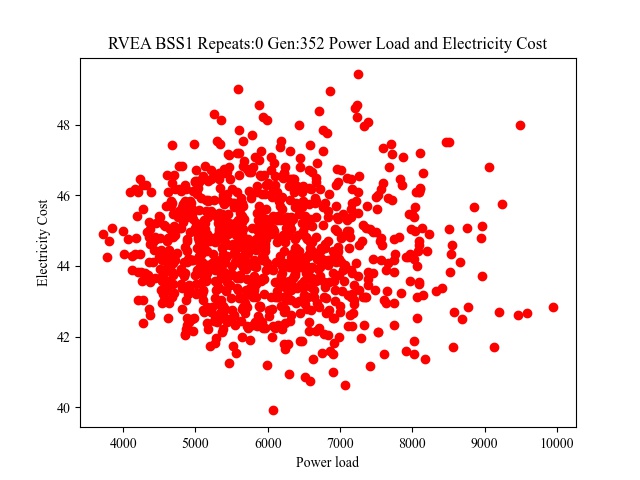 RVEA BSS1 Repeats:0 Gen:352 Power Load and Electricity Cost
48
46
44
42
40
Electricity Cost
4000 5000 6000 7000 8000 9000 10000
Power load